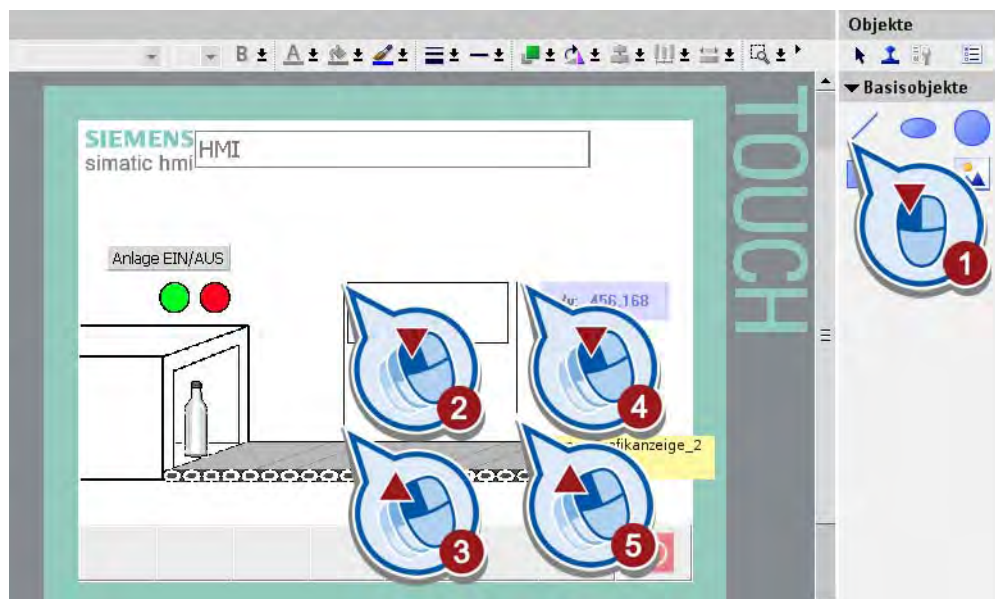 Objekte
B
A
Basisobjekte
SIEMENS
simatic hmi
HMI
TOUCH
1
Anlage EIN/AUS
456,168
2
4
fikanzeige_2
3
5